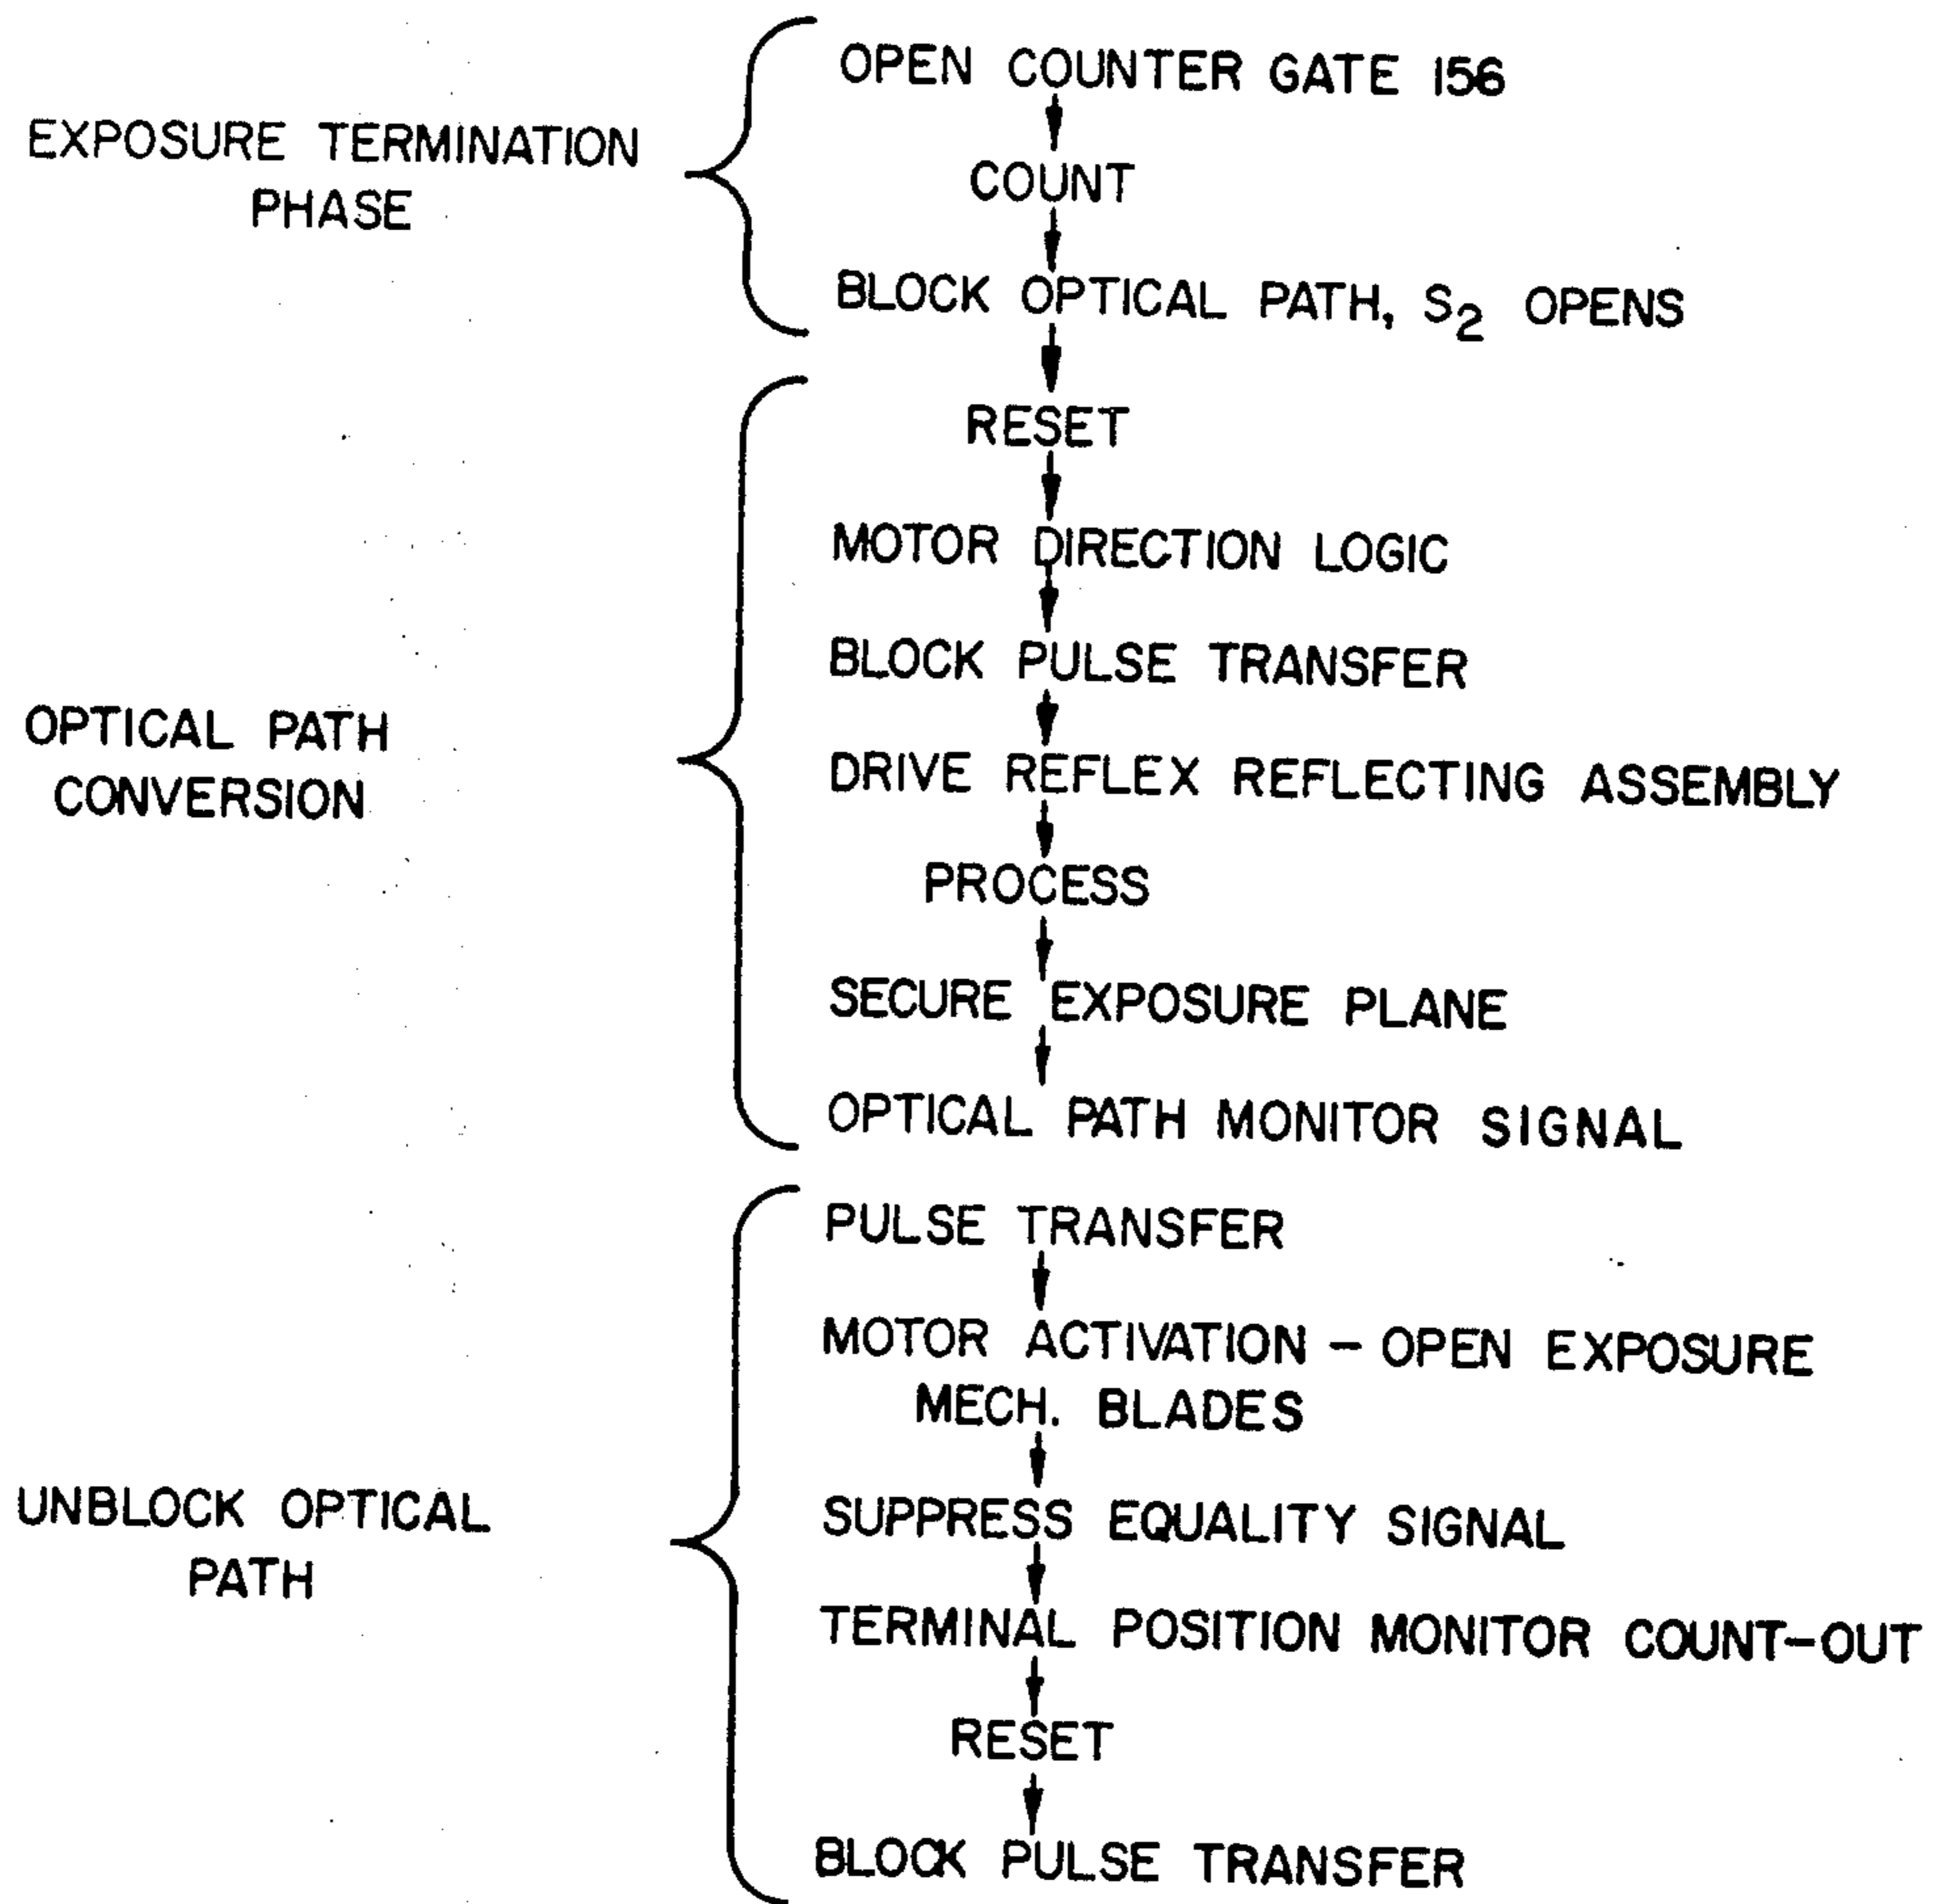 EXPOSURE TERMINATION
PHASE
OPEN COUNTER GATE 156
COUNT
BLOCK OPTICAL PATH, S2 OPENS
OPTICAL PATH
CONVERSION
RESET
MOTOR DIRECTION LOGIC
BLOCK PULSE TRANSFER
DRIVE REFLEX REFLECTING ASSEMBLY
PROCESS
SECURE EXPOSURE PLANE
OPTICAL PATH MONITOR SIGNAL
UNBLOCK OPTICAL
PATH
PULSE TRANSFER
MOTOR ACTIVATION – OPEN EXPOSURE
MECH. BLADES
SUPPRESS EQUALITY SIGNAL
TERMINAL POSITION MONITOR COUNT-OUT
RESET
BLOCK PULSE TRANSFER